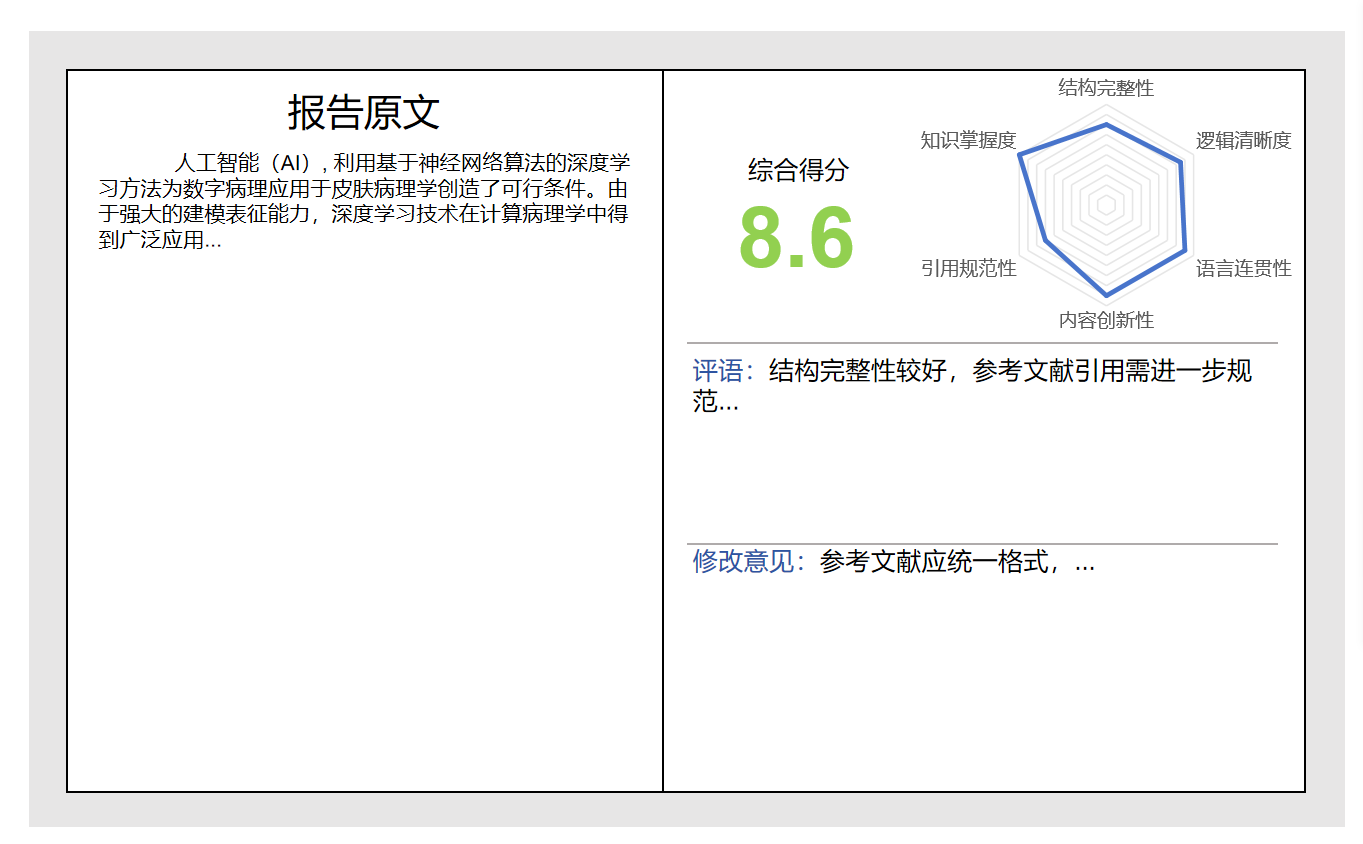 报告原文
人工智能（AI）, 利用基于神经网络算法的深度学
习方法为数字病理应用于皮肤病理学创造了可行条件。由
于强大的建模表征能力，深度学习技术在计算病理学中得
到广泛应用...
综合得分
8.6
结构完整性
逻辑清晰度
语言连贯性
内容创新性
引用规范性
知识掌握度
评语：结构完整性较好，参考文献引用需进一步规
范...
修改意见：参考文献应统一格式，...